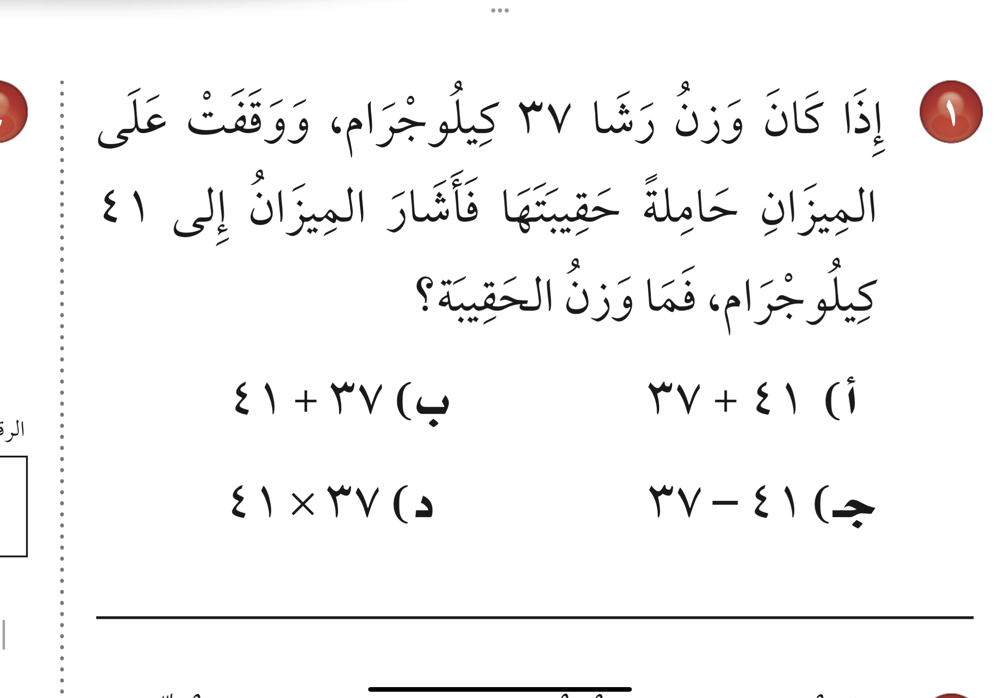 ١
إِذَا كَانَ وَزنُ رَشَا ٣٧ كِيلُوجْرَام، وَوَقَفَتْ عَلَى
المِيزَانِ حَامِلةً حَقِيبَتَهَا فَأَشَارَ المِيزَانُ إِلى ٤١
كِيلُوجْرَام، فَمَا وَزنُ الحَقِيبَة؟
أ) ٤١ + ٣٧
ب) ٣٧ + ٤١
جـ) ٤١ – ٣٧
د) ٣٧ × ٤١